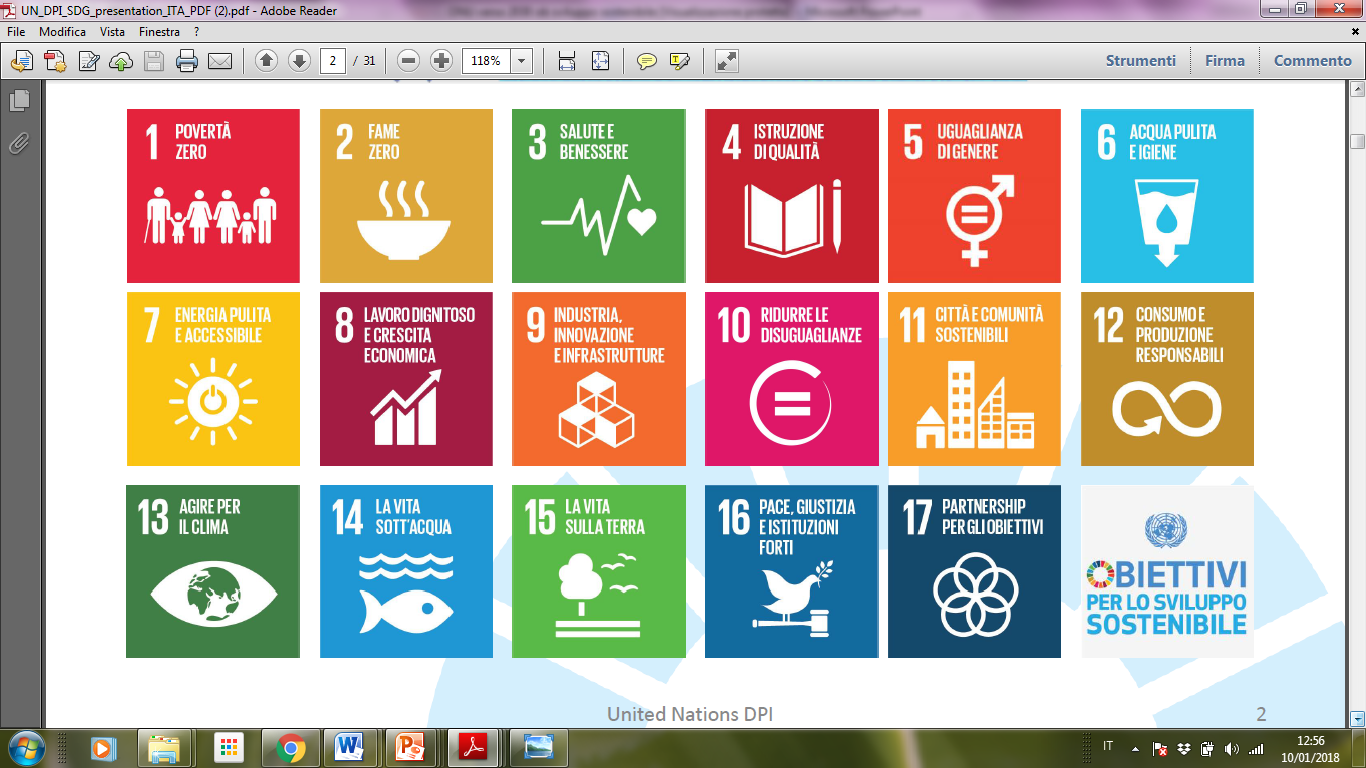 UN_DPI_SDG_presentation_ITA_PDF (2).pdf - Adobe Reader
File Modifica Vista Finestra ?
2 / 31 118% Strumenti Firma Commento
1 POVERTÀ
ZERO
2 FAME
ZERO
3 SALUTE E
BENESSERE
4 ISTRUZIONE
DI QUALITÀ
5 UGUAGLIANZA
DI GENERE
6 ACQUA PULITA
E IGIENE
7 ENERGIA PULITA
E ACCESSIBILE
8 LAVORO DIGNITOSO
E CRESCITA
ECONOMICA
9 INDUSTRIA,
INNOVAZIONE
E INFRASTRUTTURE
10 RIDURRE LE
DISUGUAGLIANZE
11 CITTÀ E COMUNITÀ
SOSTENIBILI
12 CONSUMO E
PRODUZIONE
RESPONSABILI
13 AGIRE PER
IL CLIMA
14 LA VITA
SOTT'ACQUA
15 LA VITA
SULLA TERRA
16 PACE, GIUSTIZIA
E ISTITUZIONI
FORTI
17 PARTNERSHIP
PER GLI OBIETTIVI
OBIETTIVI
PER LO SVILUPPO
SOSTENIBILE
United Nations DPI 2
IT
12:56
10/01/2018